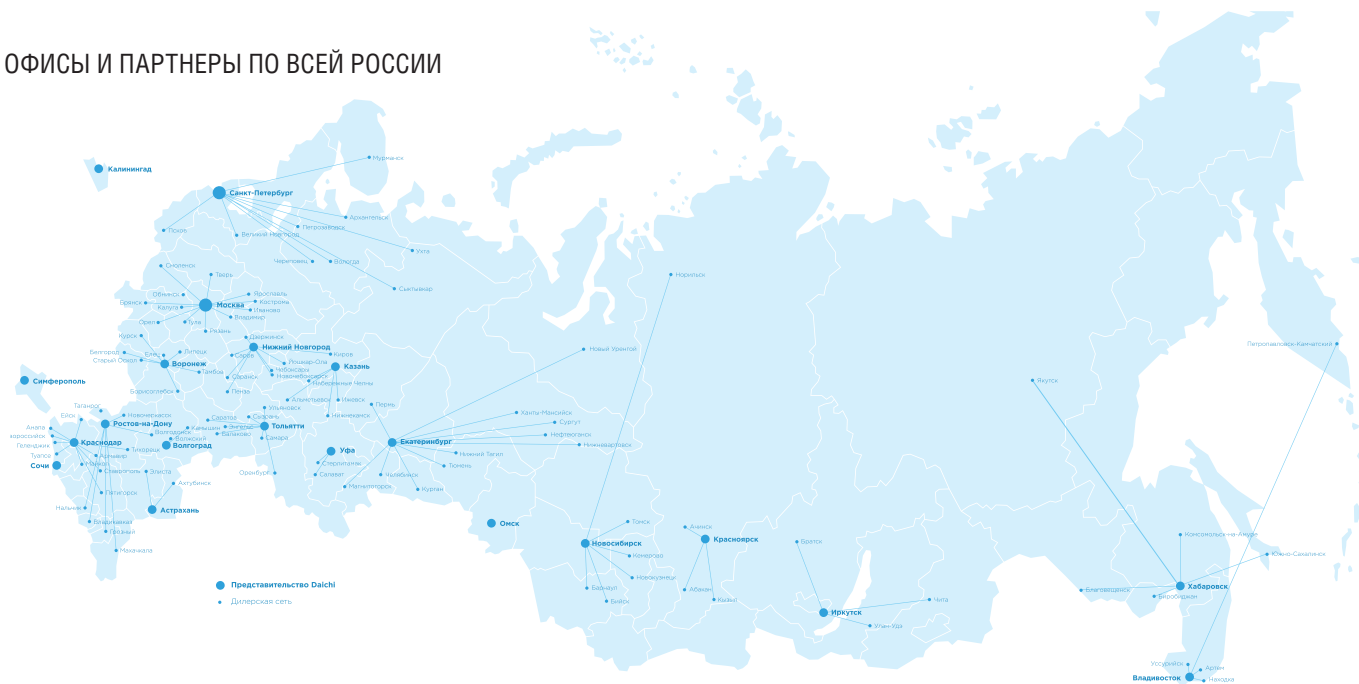 ОФИСЫ И ПАРТНЕРЫ ПО ВСЕЙ РОССИИ
Мурманск
Калининград
Санкт-Петербург
Архангельск
Псков
Петрозаводск
Великий Новгород
Ухта
Череповец
Вологда
Смоленск
Тверь
Норильск
Сыктывкар
Обнинск
Ярославль
Брянск
Кострома
Москва
Калуга
Иваново
Владимир
Орел
Тула
Рязань
Курск
Дзержинск
Петропавловск-Камчатский
Нижний Новгород
Новый Уренгой
Белгород
Липецк
Елец
Саров
Киров
Старый Оскол
Воронеж
Йошкар-Ола
Казань
Чебоксары
Тамбов
Новочебоксарск
Саранск
Симферополь
Набережные Челны
Якутск
Борисоглебск
Пенза
Альметьевск
Ижевск
Таганрог
Ульяновск
Пермь
Ейск
Новочеркасск
Нижнекамск
Ханты-Мансийск
Саратов
Сызрань
Ростов-на-Дону
Сургут
Анапа
Камышин
Энгельс
Тольятти
Волгодонск
Балаково
Нефтеюганск
овороссийск
Волжский
Самара
Геленджик
Краснодар
Волгоград
Екатеринбург
Нижневартовск
Тихорецк
Уфа
Туапсе
Армавир
Нижний Тагил
Сочи
Майкоп
Стерлитамак
Тюмень
Ставрополь
Элиста
Оренбург
Салават
Челябинск
Ахтубинск
Магнитогорск
Курган
Пятигорск
Нальчик
Астрахань
Владикавказ
Омск
Томск
Ачинск
Грозный
Комсомольск-на-Амуре
Красноярск
Братск
Новосибирск
Махачкала
Кемерово
Южно-Сахалинск
Новокузнецк
Представительство Daichi
Барнаул
Абакан
Хабаровск
Благовещенск
Биробиджан
Дилерская сеть
Бийск
Кызыл
Чита
Иркутск
Улан-Удэ
Уссурийск
Артем
Владивосток
Находка